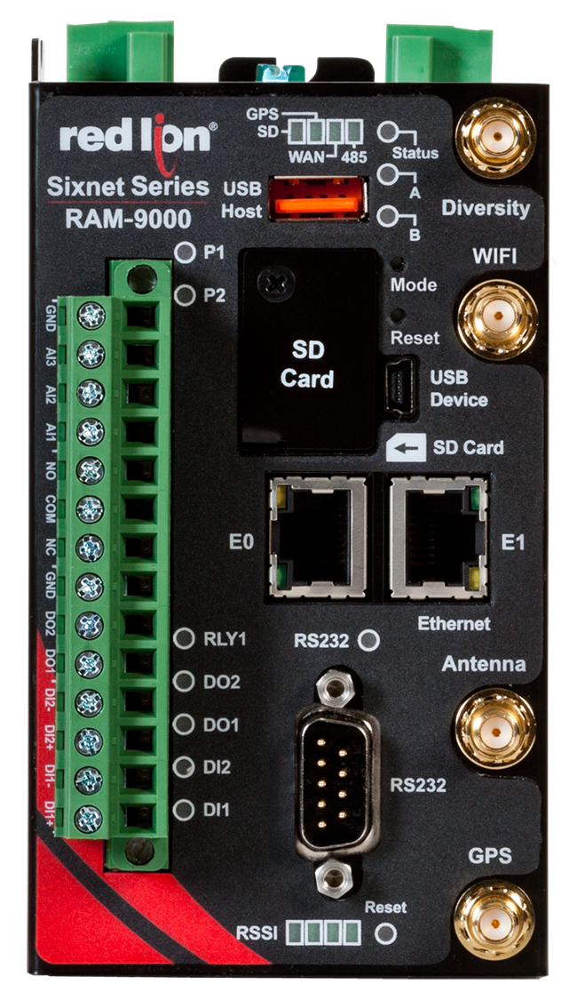 red lion®
Sixnet Series
RAM-9000
GPS
SD
WAN
485
Status
A
B
USB
Host
Diversity
WIFI
P1
P2
Mode
Reset
SD
Card
USB
Device
SD Card
GND
AI3
AI2
AI1
NO
COM
NC
GND
DO2
DO1
DI2-
DI2+
DI1-
DI1+
E0
E1
Ethernet
RLY1
DO2
DO1
DI2
DI1
RS232
Antenna
RS232
GPS
Reset
RSSI